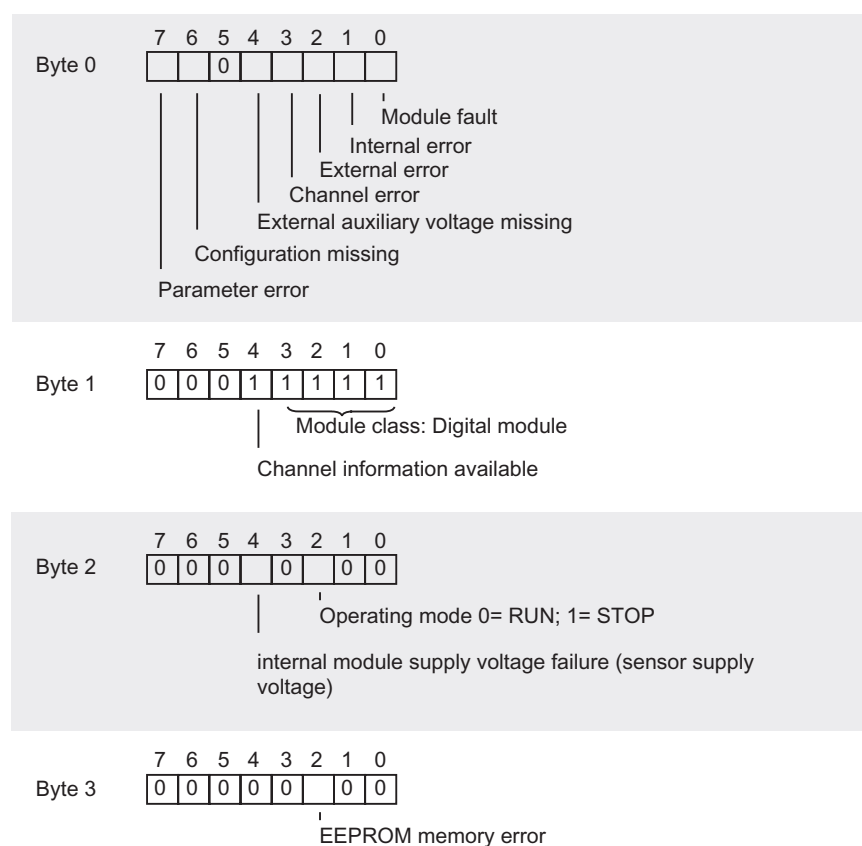 7 6 5 4 3 2 1 0
Byte 0
0
Module fault
Internal error
External error
Channel error
External auxiliary voltage missing
Configuration missing
Parameter error
7 6 5 4 3 2 1 0
Byte 1
0 0 0 1 1 1 1 1
Module class: Digital module
Channel information available
7 6 5 4 3 2 1 0
Byte 2
0 0 0 0 0 0
Operating mode 0= RUN; 1= STOP
internal module supply voltage failure (sensor supply
voltage)
7 6 5 4 3 2 1 0
Byte 3
0 0 0 0 0 0 0
EEPROM memory error